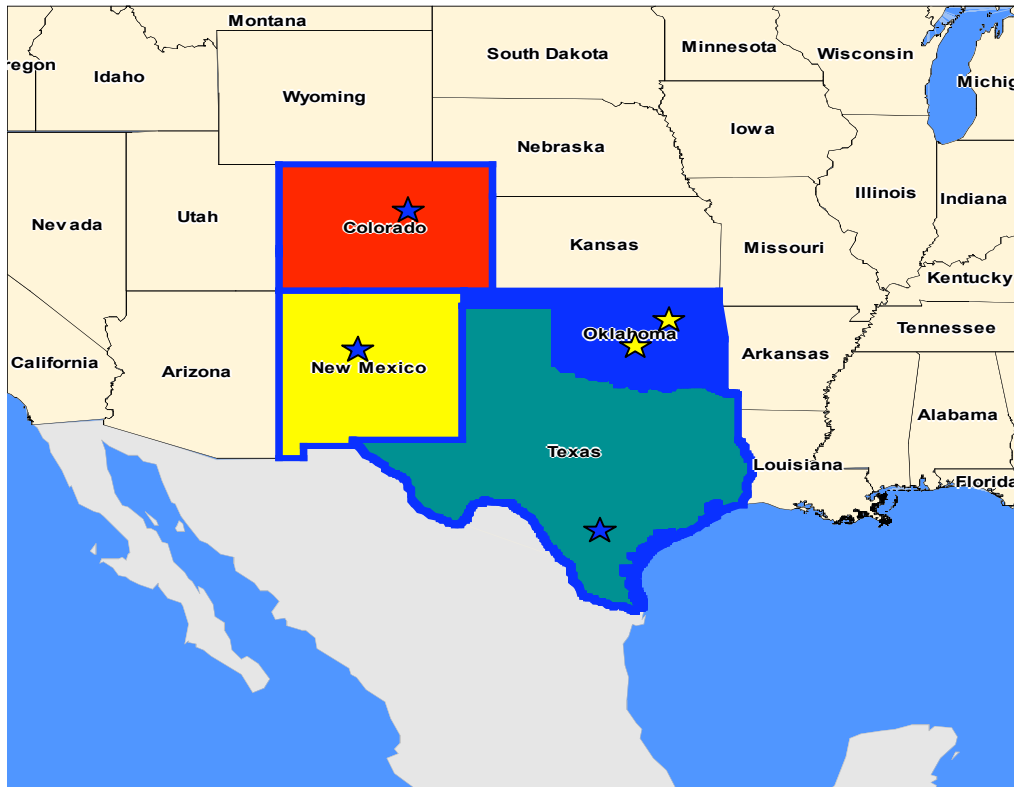 Montana
South Dakota
Minnesota
Wisconsin
regon
Idaho
Michig
Wyoming
Iowa
Nebraska
Illinois
Indiana
Utah
Nevada
Colorado
Kansas
Missouri
Kentucky
Tennessee
Oklahoma
California
Arizona
New Mexico
Arkansas
Alabama
Texas
Louisiana
Florida